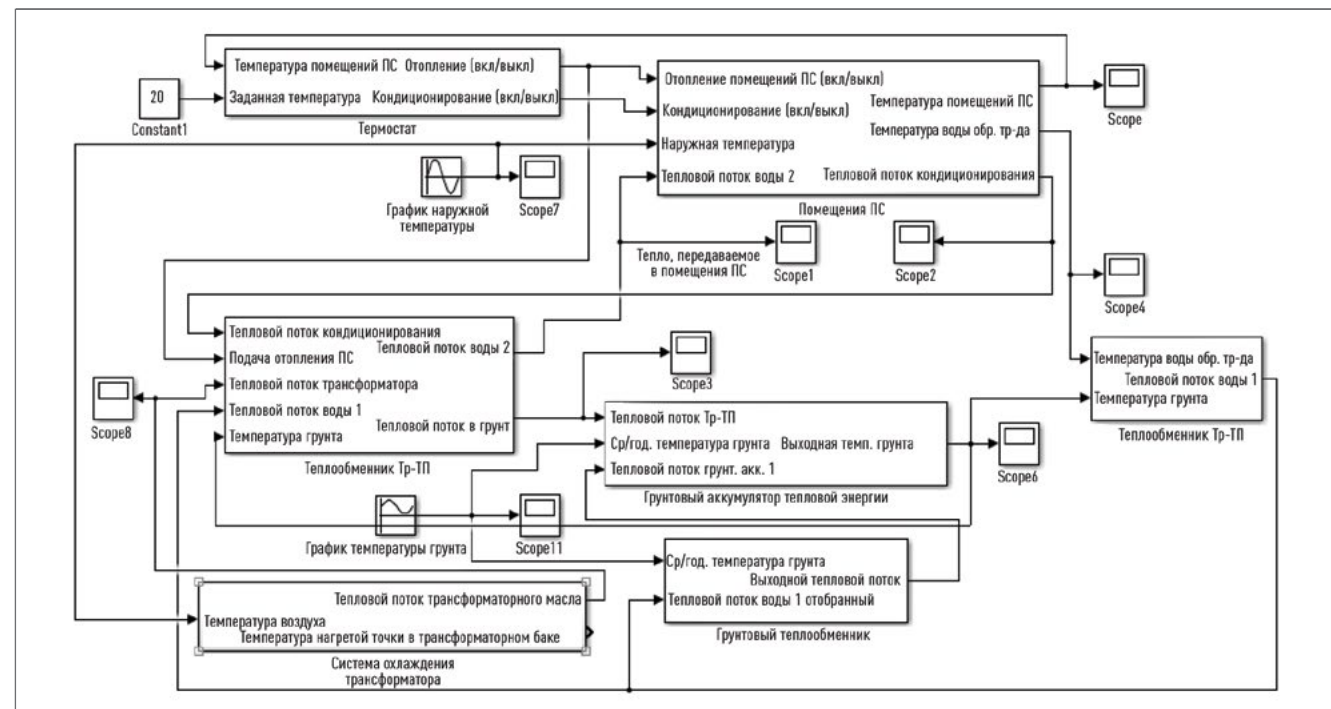 Температура помещений ПС Отопление (вкл/выкл)
20
Заданная температура Кондиционирование (вкл/выкл)
Constant1
Термостат
Отопление помещений ПС (вкл/выкл)
Температура помещений ПС
Кондиционирование (вкл/выкл)
Температура воды обр. тр-да
Наружная температура
Тепловой поток воды 2 Тепловой поток кондиционирования
Помещения ПС
Scope
График наружной
температуры
Scope7
Тепло, передаваемое
в помещения ПС
Scope1
Scope2
Scope4
Тепловой поток кондиционирования
Тепловой поток воды 2
Подача отопления ПС
Тепловой поток трансформатора
Тепловой поток воды 1
Тепловой поток в грунт
Температура грунта
Теплообменник Тр-ТП
Scope8
Scope3
Температура воды обр. тр-да
Тепловой поток воды 1
Температура грунта
Теплообменник Тр-ТП
Тепловой поток Тр-ТП
Ср/год. температура грунта Выходная темп. грунта
Тепловой поток грунт. акк. 1
Грунтовый аккумулятор тепловой энергии
Scope6
График температуры грунта
Scope11
Ср/год. температура грунта
Выходной тепловой поток
Тепловой поток воды 1 отобранный
Грунтовый теплообменник
Тепловой поток трансформаторного масла
Температура воздуха
Температура нагретой точки в трансформаторном баке
Система охлаждения
трансформатора